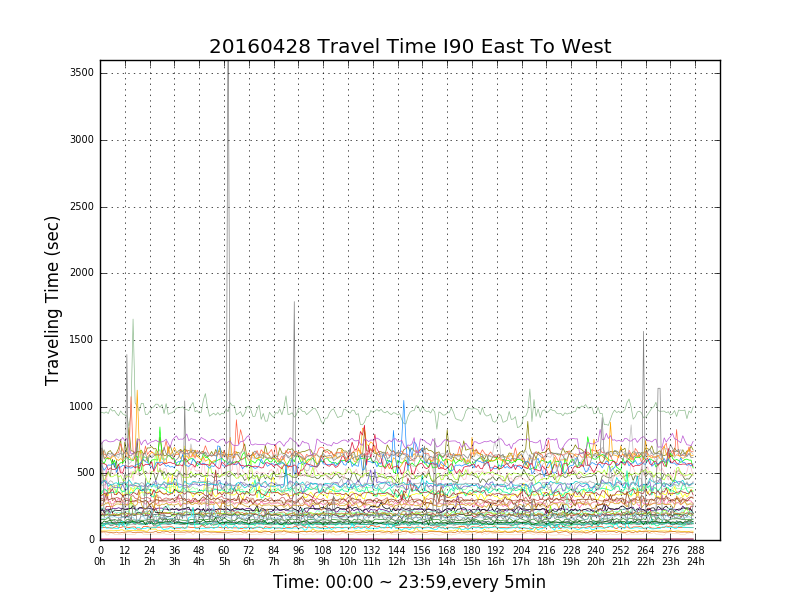 20160428 Travel Time I90 East To West
3500
3000
2500
2000
1500
1000
500
0
Traveling Time (sec)
0 12 24 36 48 60 72 84 96 108 120 132 144 156 168 180 192 204 216 228 240 252 264 276 288
0h 1h 2h 3h 4h 5h 6h 7h 8h 9h 10h 11h 12h 13h 14h 15h 16h 17h 18h 19h 20h 21h 22h 23h 24h
Time: 00:00 ~ 23:59,every 5min